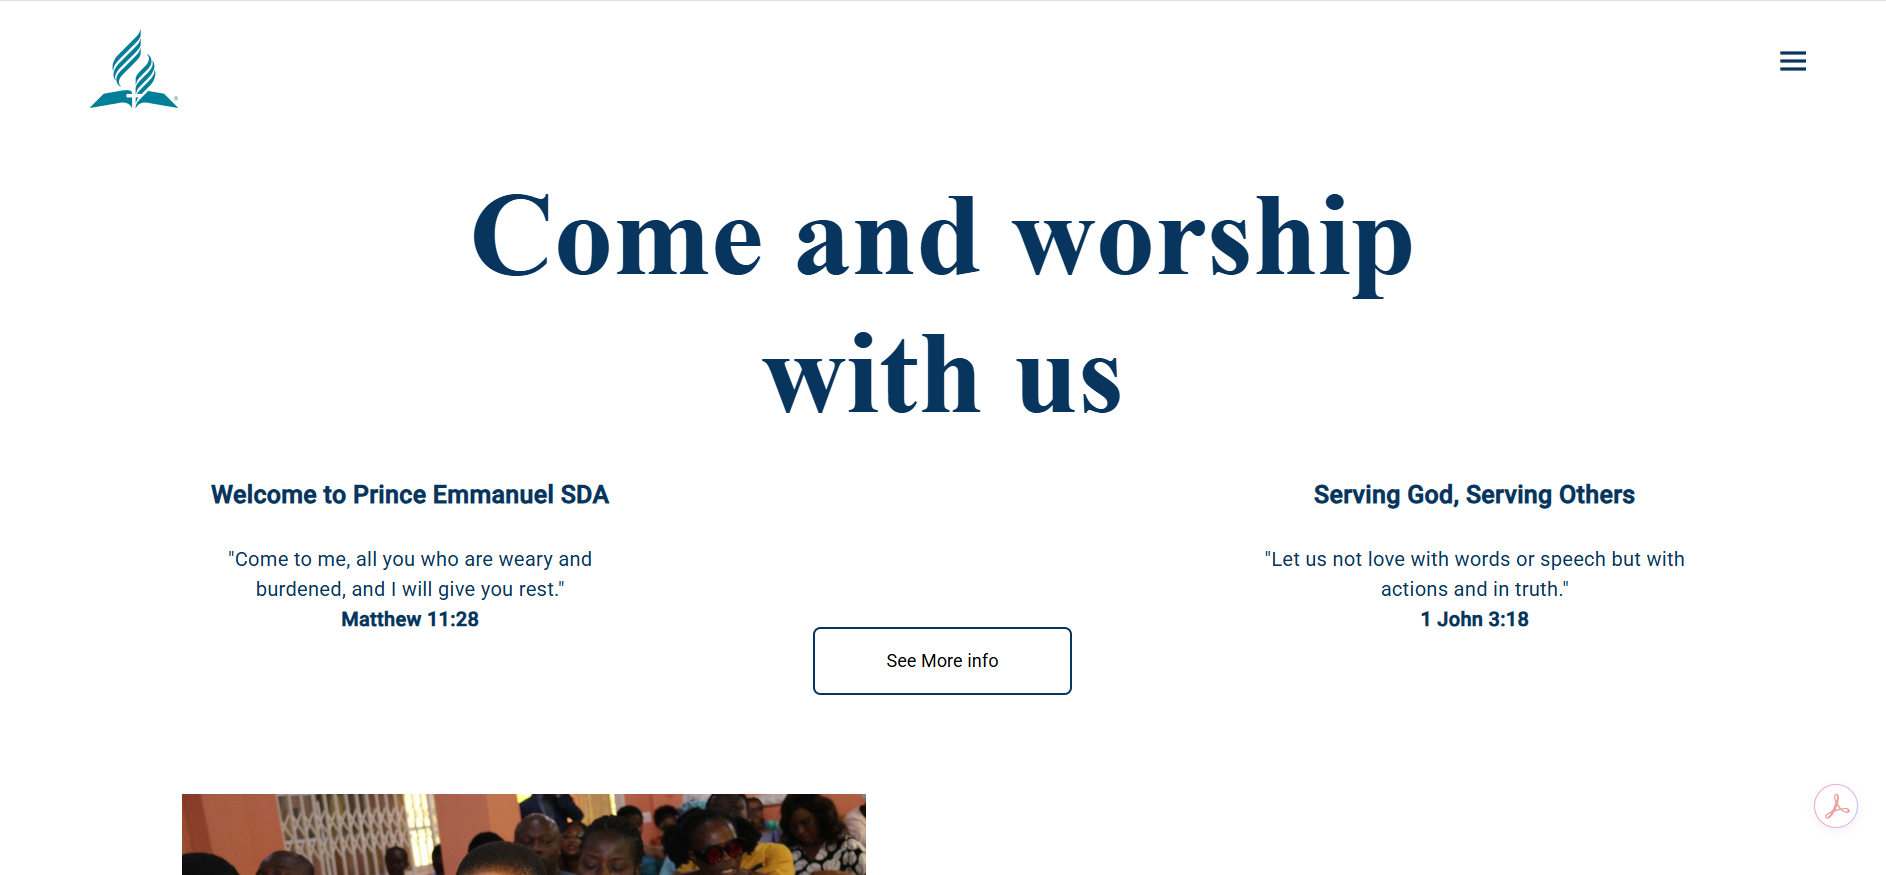 Come and worship
with us
Welcome to Prince Emmanuel SDA
"Come to me, all you who are weary and
burdened, and I will give you rest."
Matthew 11:28
See More info
Serving God, Serving Others
"Let us not love with words or speech but with
actions and in truth."
1 John 3:18